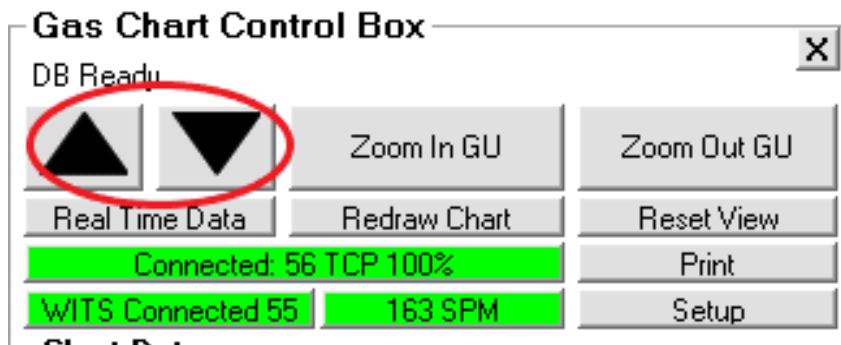 Gas Chart Control Box
X
DB Ready
Zoom In GU
Zoom Out GU
Real Time Data
Redraw Chart
Reset View
Connected: 56 TCP 100%
Print
WITS Connected 55
163 SPM
Setup